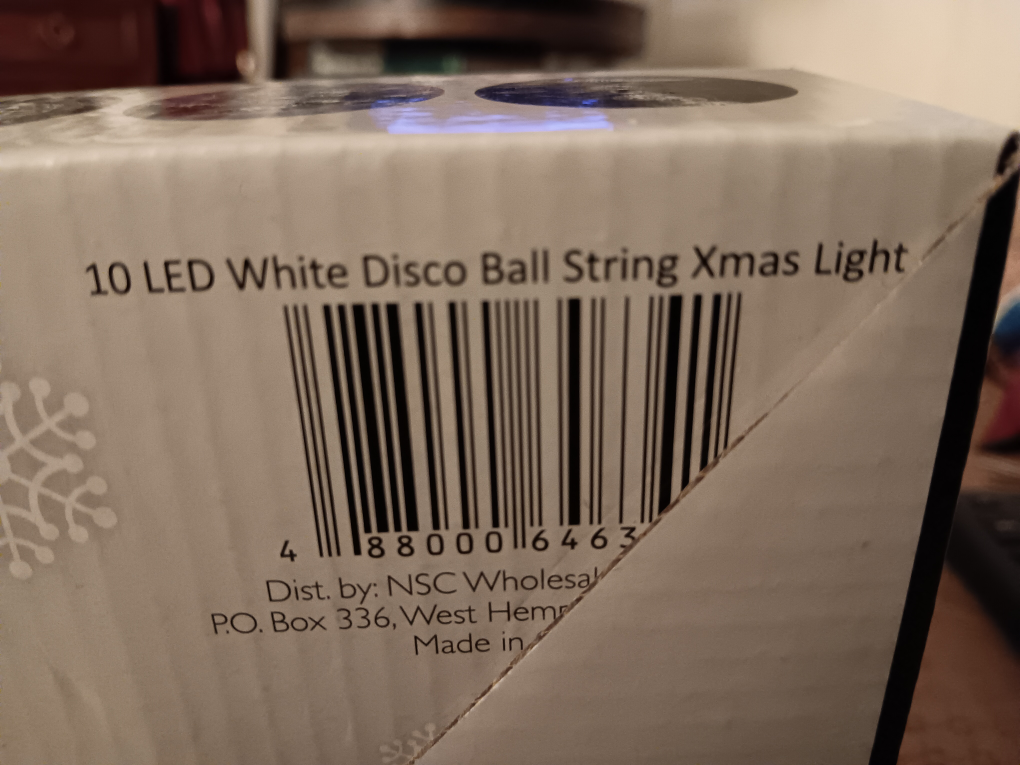 10 LED White Disco Ball String Xmas Light
4 88000 6463
Dist. by: NSC
P.O. Box 336, West
Made in